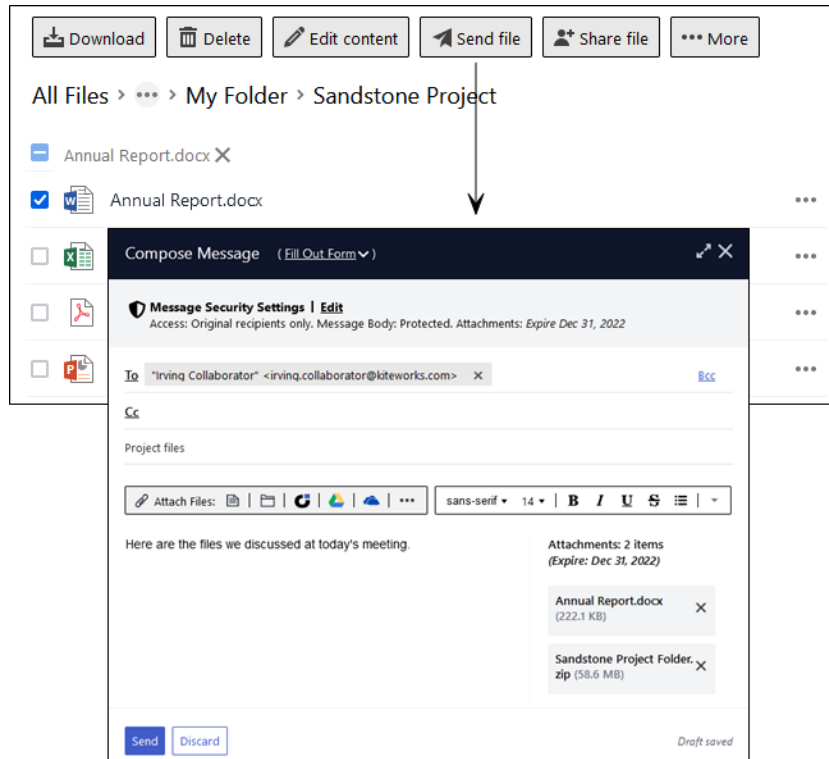 Download Delete Edit content Send file Share file ••• More
All Files > ••• > My Folder > Sandstone Project
Annual Report.docx ✕
W Annual Report.docx •••
X •••
•••
P •••
Compose Message ( Fill Out Form )
Message Security Settings | Edit
Access: Original recipients only. Message Body: Protected. Attachments: Expire Dec 31, 2022
To "Irving Collaborator" <irving.collaborator@kiteworks.com> ✕ Bcc
Cc
Project files
Attach Files: | | | | | ••• sans-serif 14 | B I U S |
Here are the files we discussed at today's meeting.
Attachments: 2 items
(Expire: Dec 31, 2022)
Annual Report.docx
(222.1 KB)
Sandstone Project Folder.
zip (58.6 MB)
Send Discard Draft saved